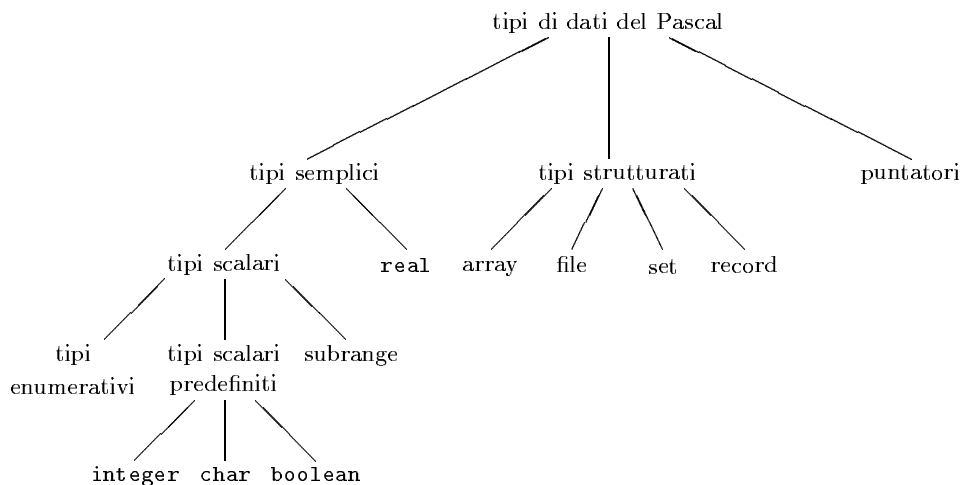 tipi di dati del Pascal
tipi semplici
tipi strutturati
puntatori
tipi scalari
real
array
file
set
record
tipi
enumerativi
tipi scalari
predefiniti
subrange
integer
char
boolean